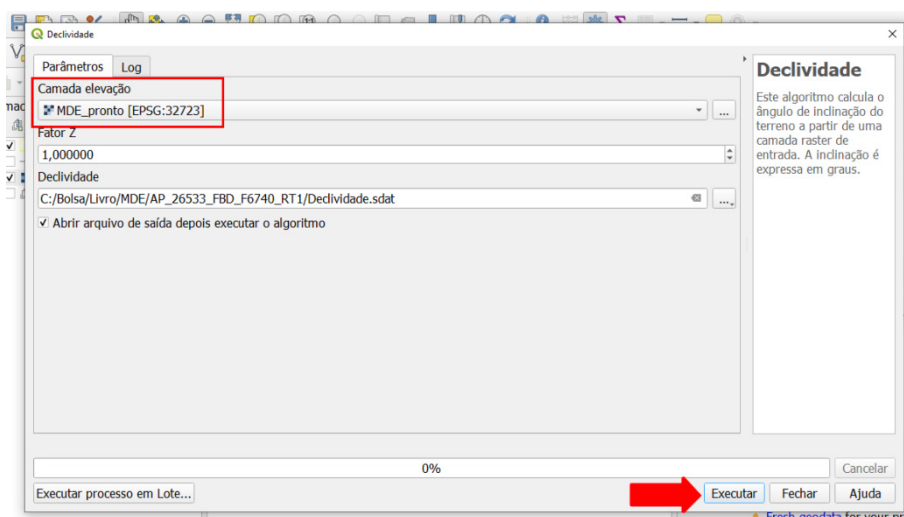 Declividade
Parâmetros Log
Camada elevação
MDE_pronto [EPSG:32723]
...
Fator Z
1,000000
Declividade
C:/Bolsa/Livro/MDE/AP_26533_FBD_F6740_RT1/Declividade.sdat
...
Abrir arquivo de saída depois executar o algoritmo
Declividade
Este algoritmo calcula o
ângulo de inclinação do
terreno a partir de uma
camada raster de
entrada. A inclinação é
expressa em graus.
0%
Cancelar
Executar processo em Lote...
Executar Fechar Ajuda